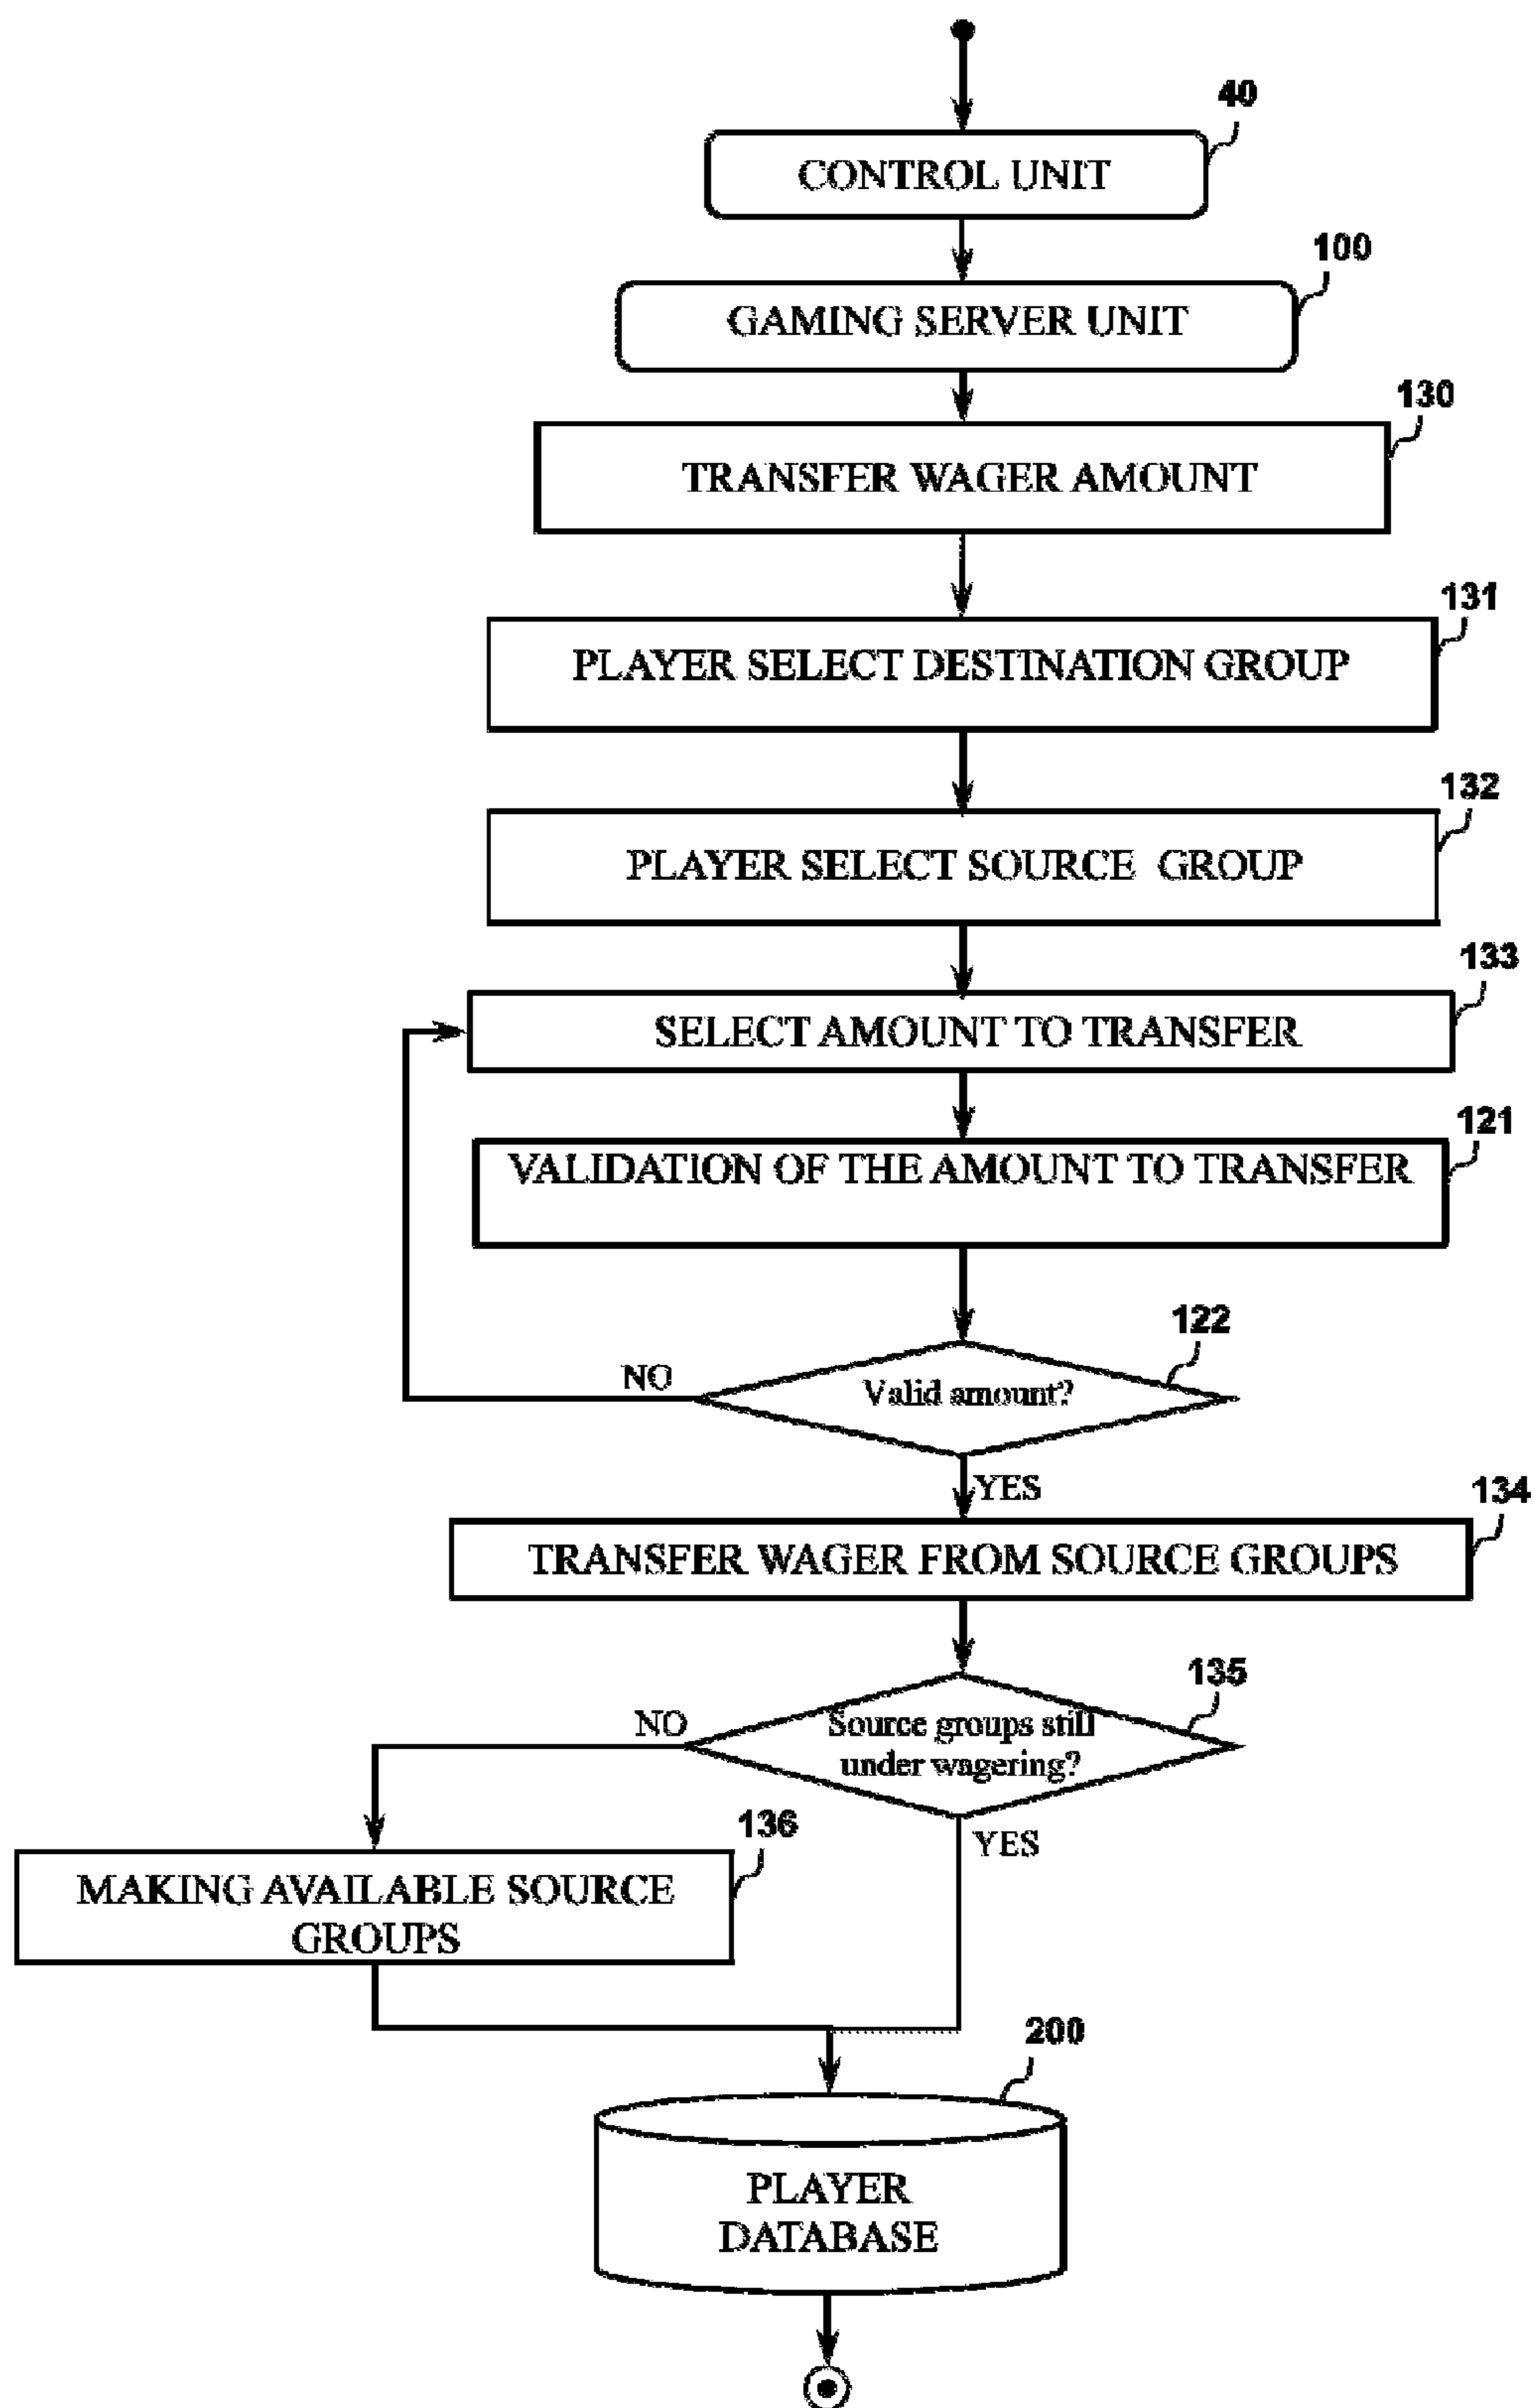 40
CONTROL UNIT
100
GAMING SERVER UNIT
130
TRANSFER WAGER AMOUNT
131
PLAYER SELECT DESTINATION GROUP
132
PLAYER SELECT SOURCE GROUP
133
SELECT AMOUNT TO TRANSFER
121
VALIDATION OF THE AMOUNT TO TRANSFER
122
NO
Valid amount?
YES
134
TRANSFER WAGER FROM SOURCE GROUPS
135
NO
Source groups still
under wagering?
136
YES
MAKING AVAILABLE SOURCE
GROUPS
200
PLAYER
DATABASE